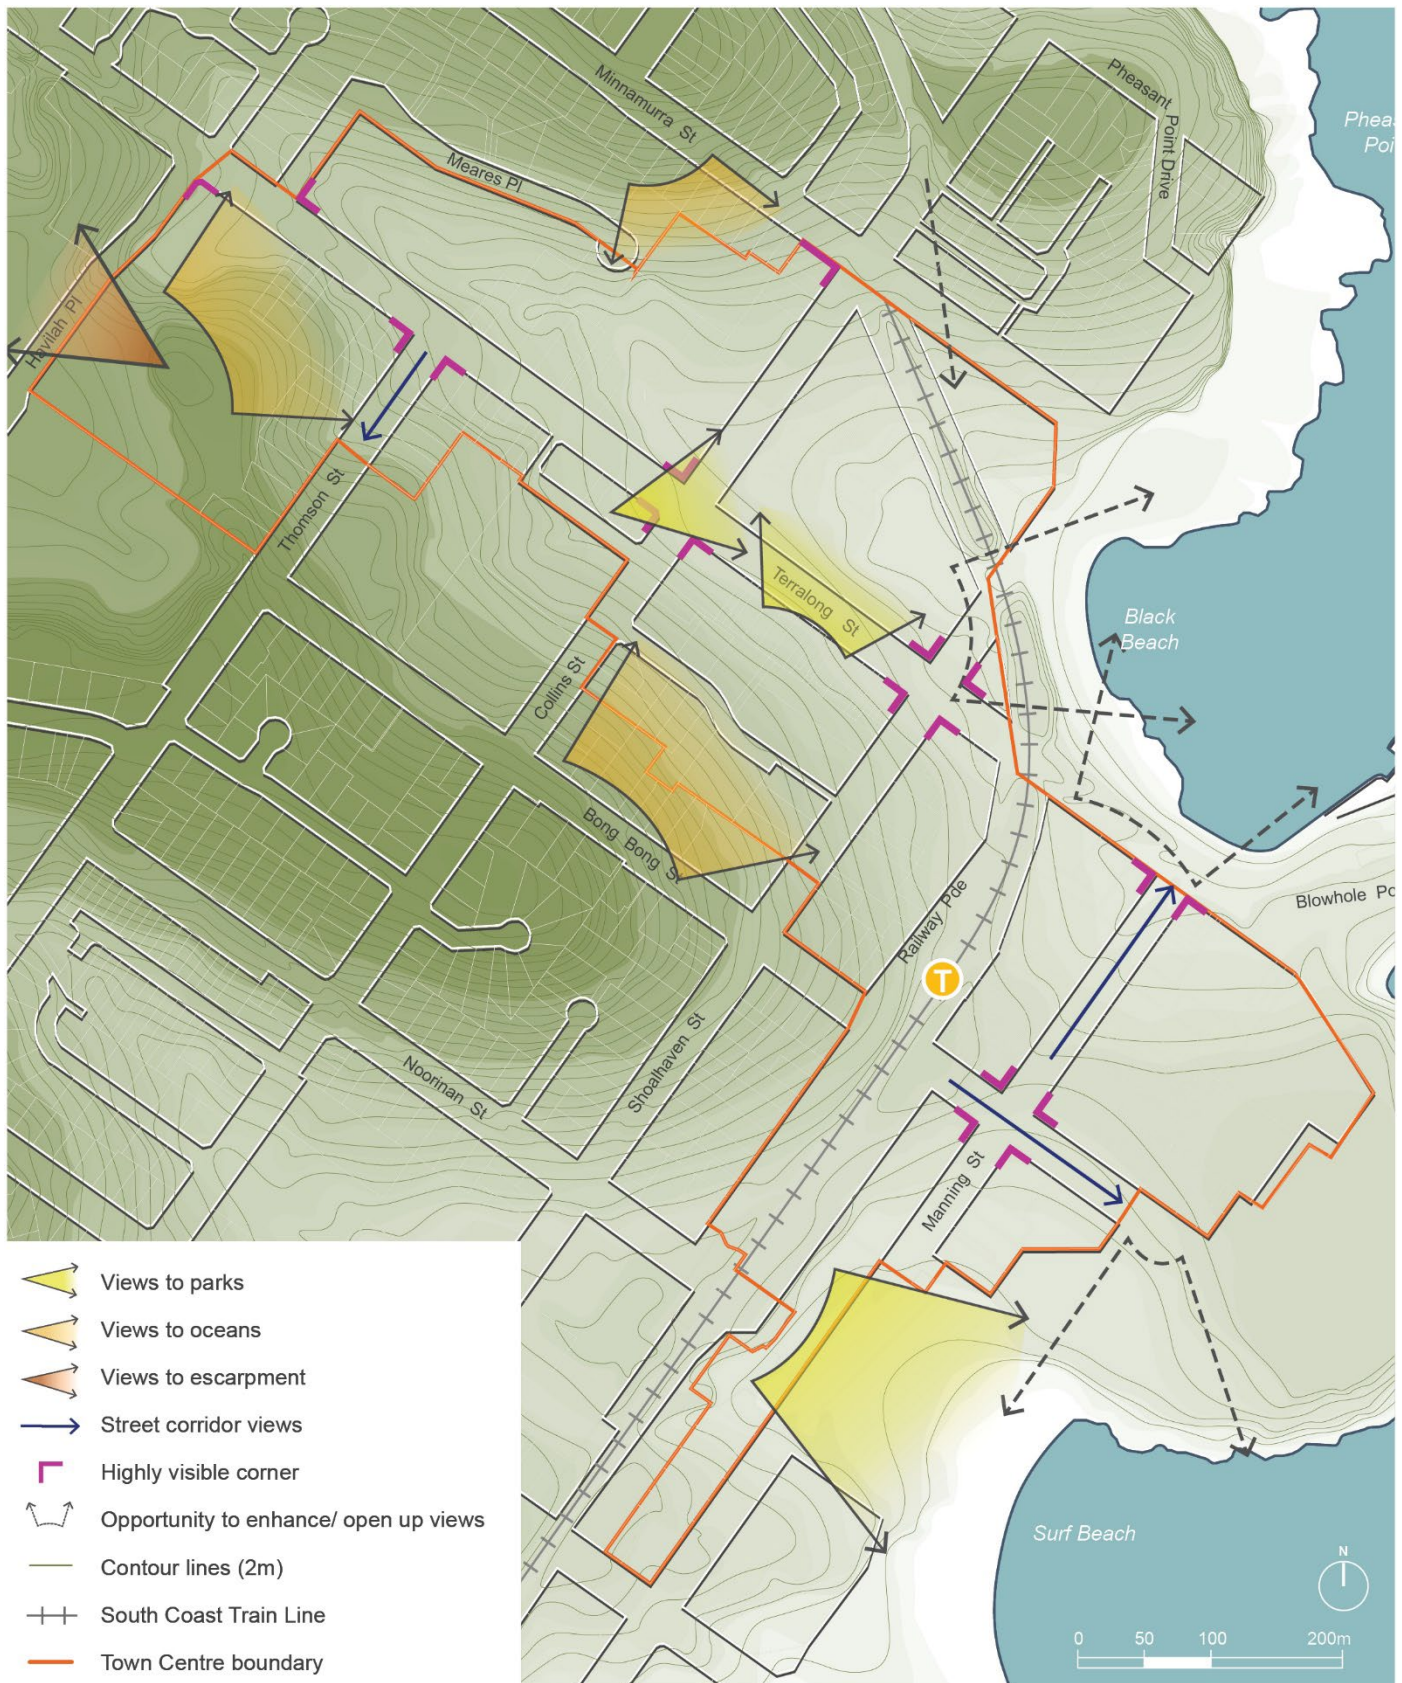 Minnamurra St
Pheasant Point Drive
Pheas
Poi
Meares Pl
Havilah Pl
Thomson St
Terralong St
Black
Beach
Collins St
Bong Bong St
Railway Pde
Blowhole Po
T
Noorinan St
Shoalhaven St
Manning St
Views to parks
Views to oceans
Views to escarpment
Street corridor views
Highly visible corner
Opportunity to enhance/ open up views
Contour lines (2m)
South Coast Train Line
Town Centre boundary
Surf Beach
N
0 50 100 200m